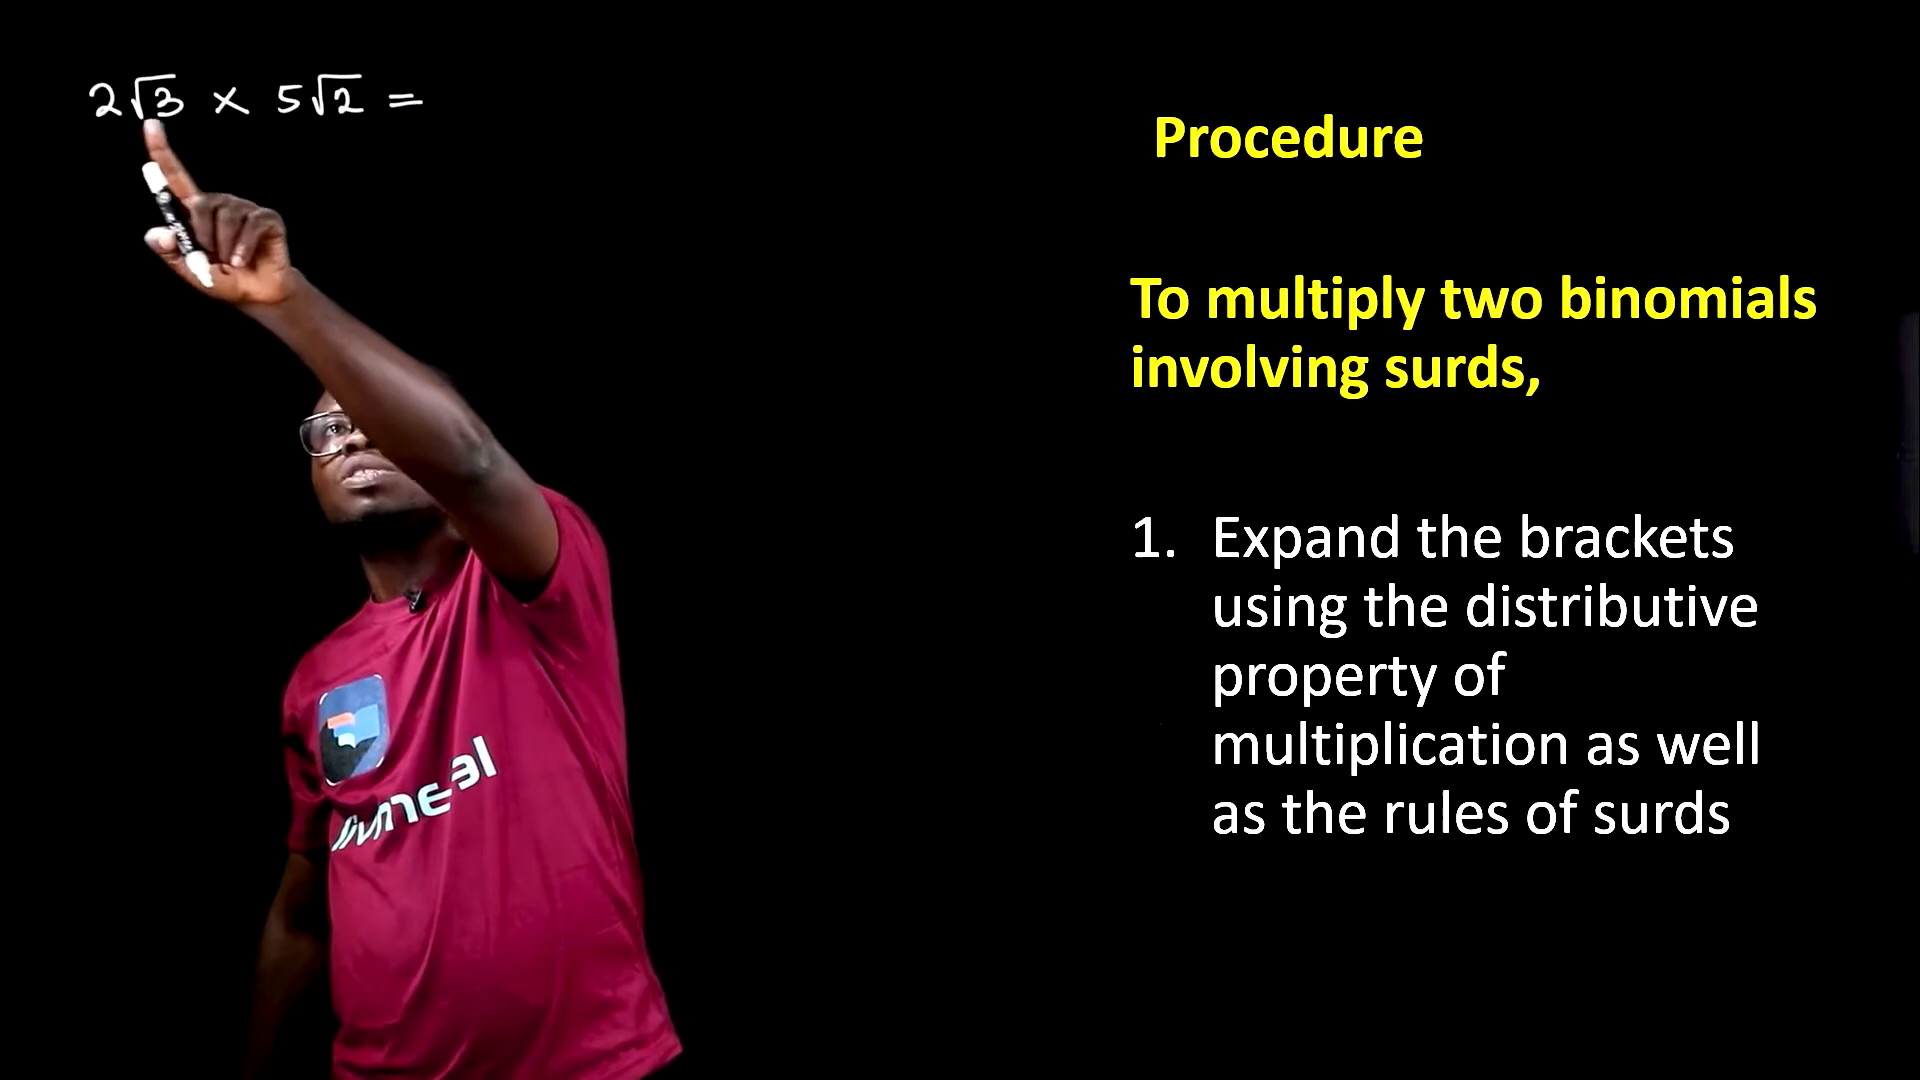 2√3 × 5√2 =
Procedure
To multiply two binomials
involving surds,
1. Expand the brackets
using the distributive
property of
multiplication as well
as the rules of surds